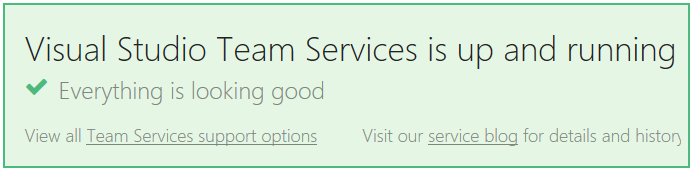 Visual Studio Team Services is up and running
Everything is looking good
View all Team Services support options Visit our service blog for details and history